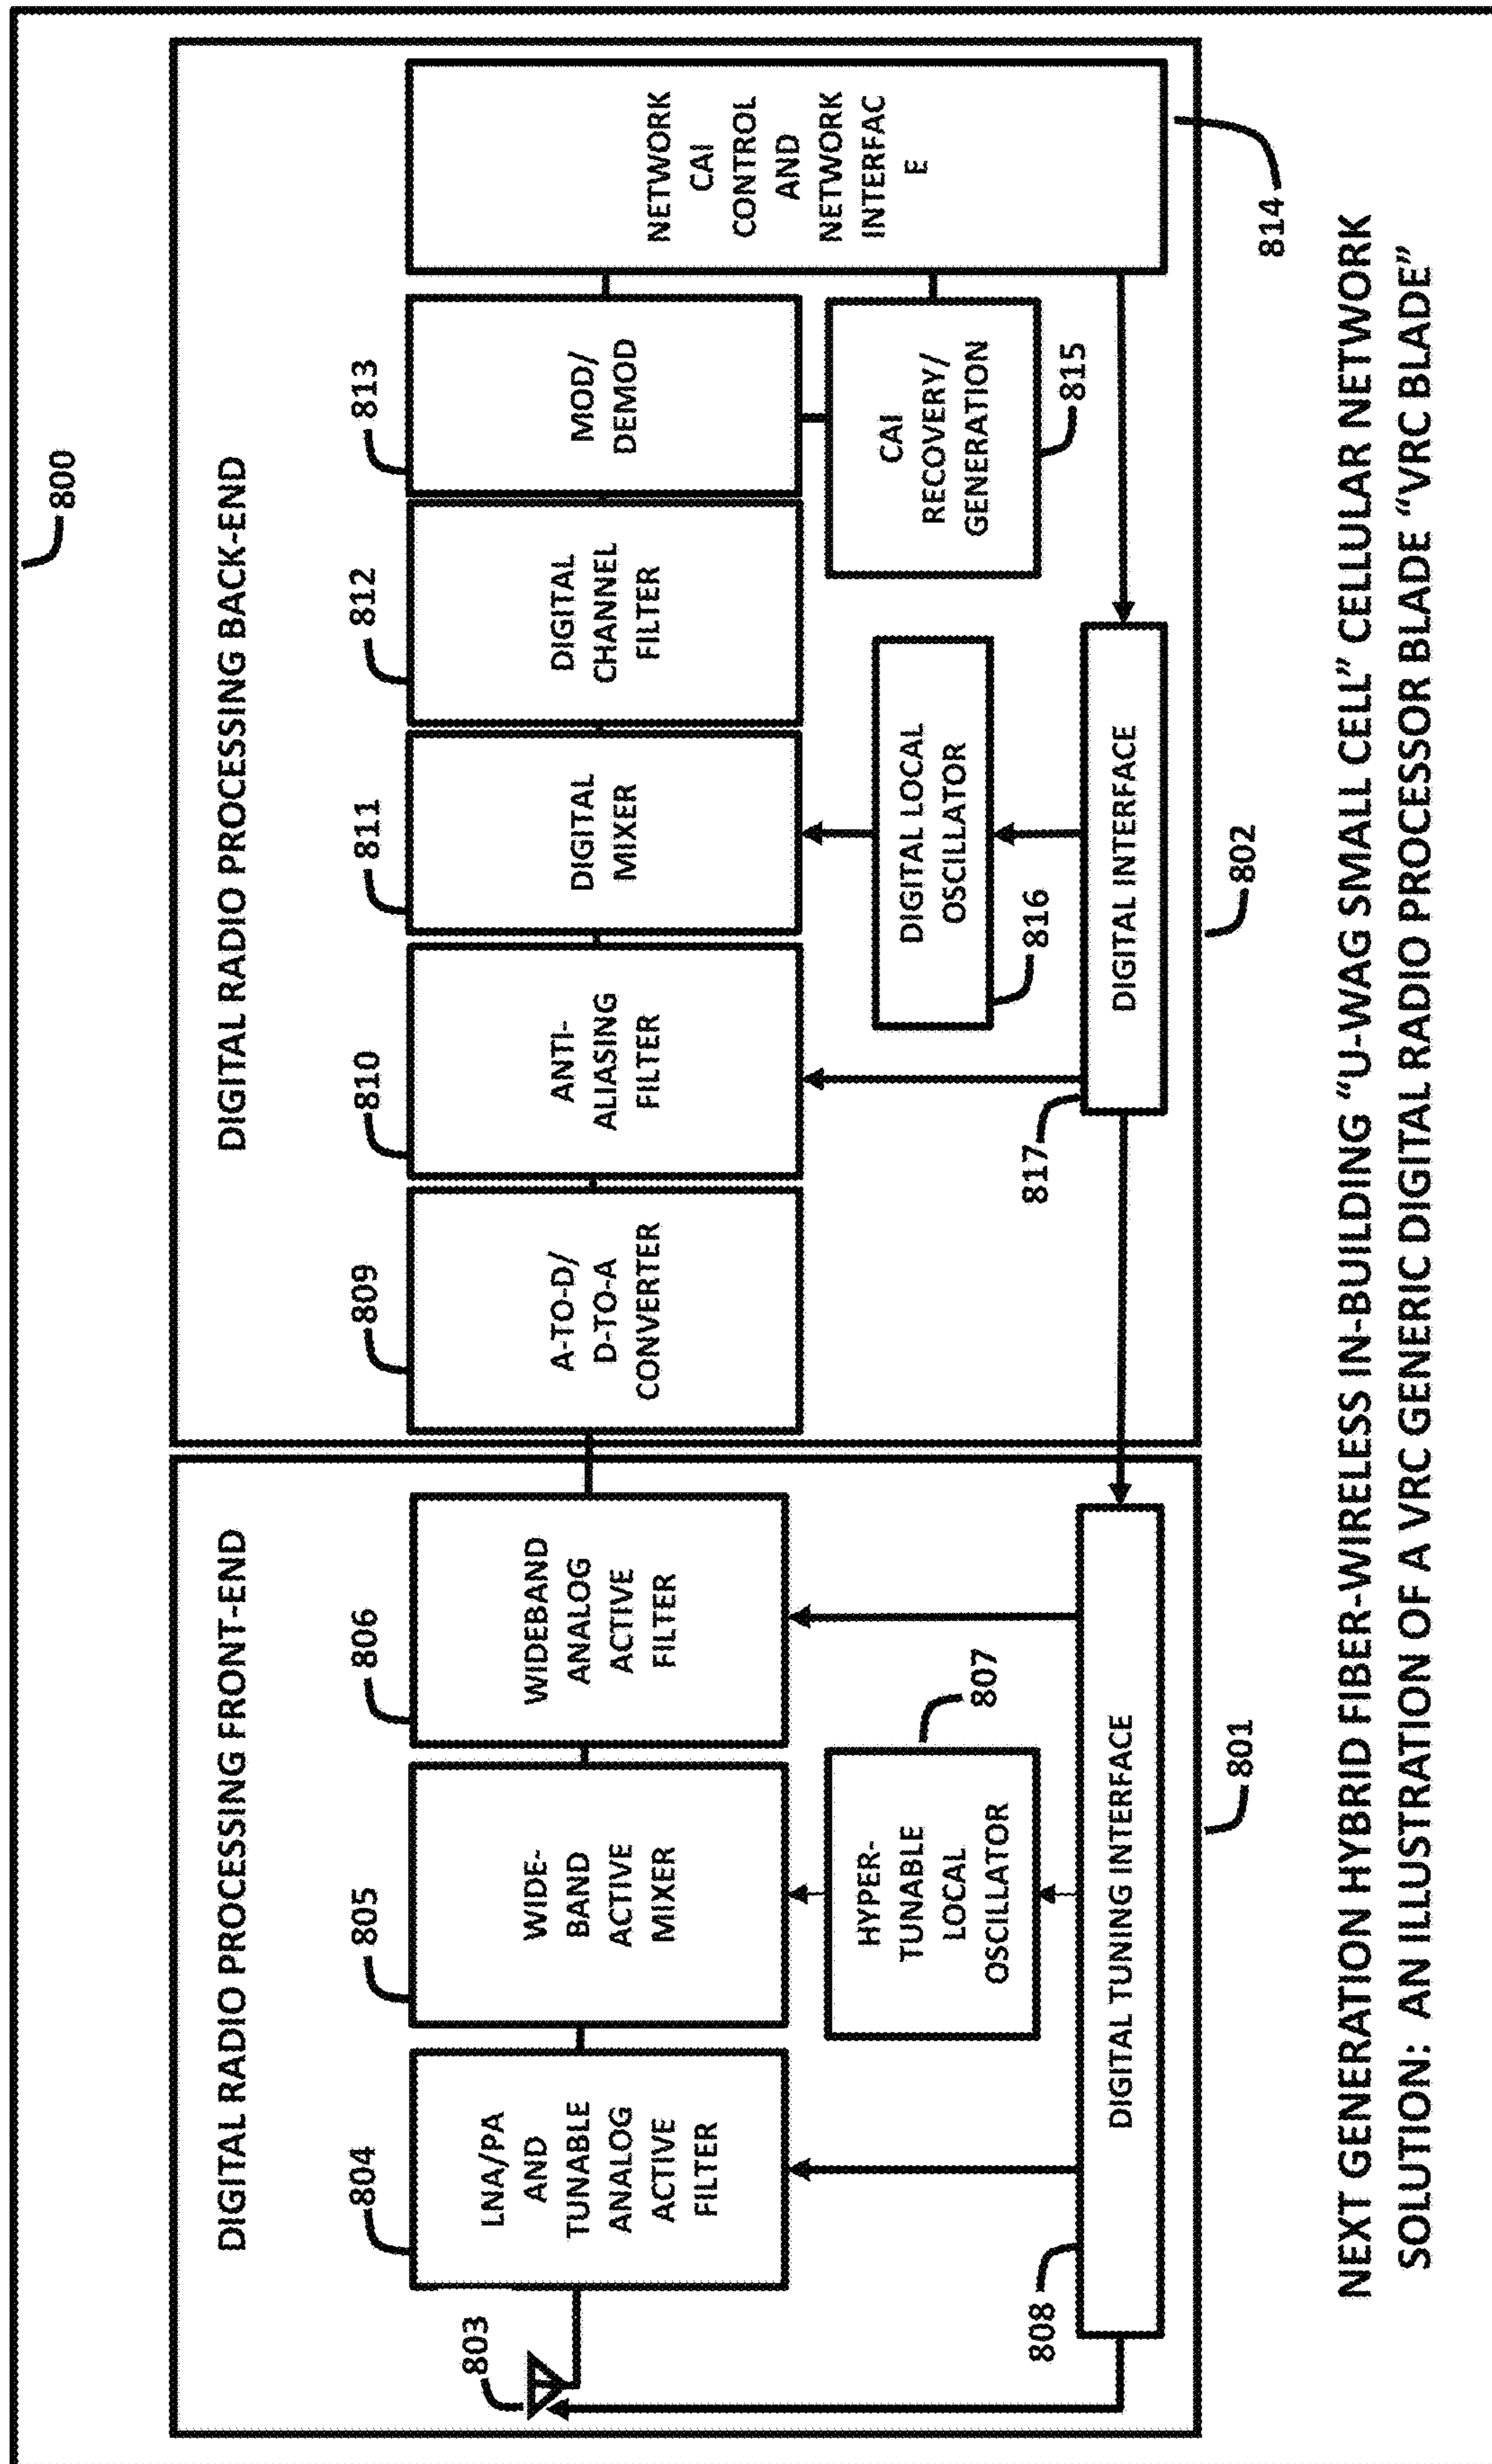 800
DIGITAL RADIO PROCESSING FRONT-END
803
804
LNA/PA
AND
TUNABLE
ANALOG
ACTIVE
FILTER
805
WIDE-
BAND
ACTIVE
MIXER
806
WIDEBAND
ANALOG
ACTIVE
FILTER
HYPER-
TUNABLE
LOCAL
OSCILLATOR
807
808
DIGITAL TUNING INTERFACE
801
DIGITAL RADIO PROCESSING BACK-END
809
A-TO-D/
D-TO-A
CONVERTER
810
ANTI-
ALIASING
FILTER
811
DIGITAL
MIXER
812
DIGITAL
CHANNEL
FILTER
813
MOD/
DEMOD
NETWORK
CAI
CONTROL
AND
NETWORK
INTERFAC
E
814
CAI
RECOVERY/
GENERATION
815
DIGITAL LOCAL
OSCILLATOR
816
817
DIGITAL INTERFACE
802
NEXT GENERATION HYBRID FIBER-WIRELESS IN-BUILDING “U-WAG SMALL CELL” CELLULAR NETWORK
SOLUTION: AN ILLUSTRATION OF A VRC GENERIC DIGITAL RADIO PROCESSOR BLADE “VRC BLADE”